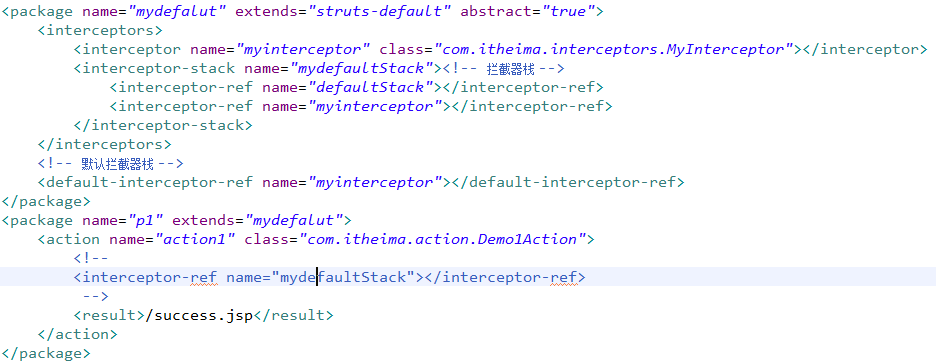 <package name="mydefalut" extends="struts-default" abstract="true">
    <interceptors>
        <interceptor name="myinterceptor" class="com.itheima.interceptors.MyInterceptor"></interceptor>
        <interceptor-stack name="mydefaultStack"><!-- 拦截器栈 -->
            <interceptor-ref name="defaultStack"></interceptor-ref>
            <interceptor-ref name="myinterceptor"></interceptor-ref>
        </interceptor-stack>
    </interceptors>
    <!-- 默认拦截器栈 -->
    <default-interceptor-ref name="myinterceptor"></default-interceptor-ref>
</package>
<package name="p1" extends="mydefalut">
    <action name="action1" class="com.itheima.action.Demo1Action">
        <!--
        <interceptor-ref name="mydefaultStack"></interceptor-ref>
         -->
        <result>/success.jsp</result>
    </action>
</package>